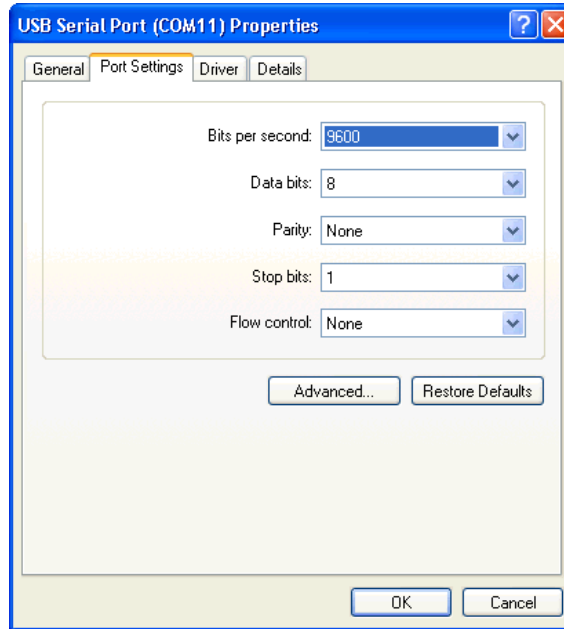 USB Serial Port (COM11) Properties
General Port Settings Driver Details
Bits per second: 9600
Data bits: 8
Parity: None
Stop bits: 1
Flow control: None
Advanced... Restore Defaults
OK Cancel